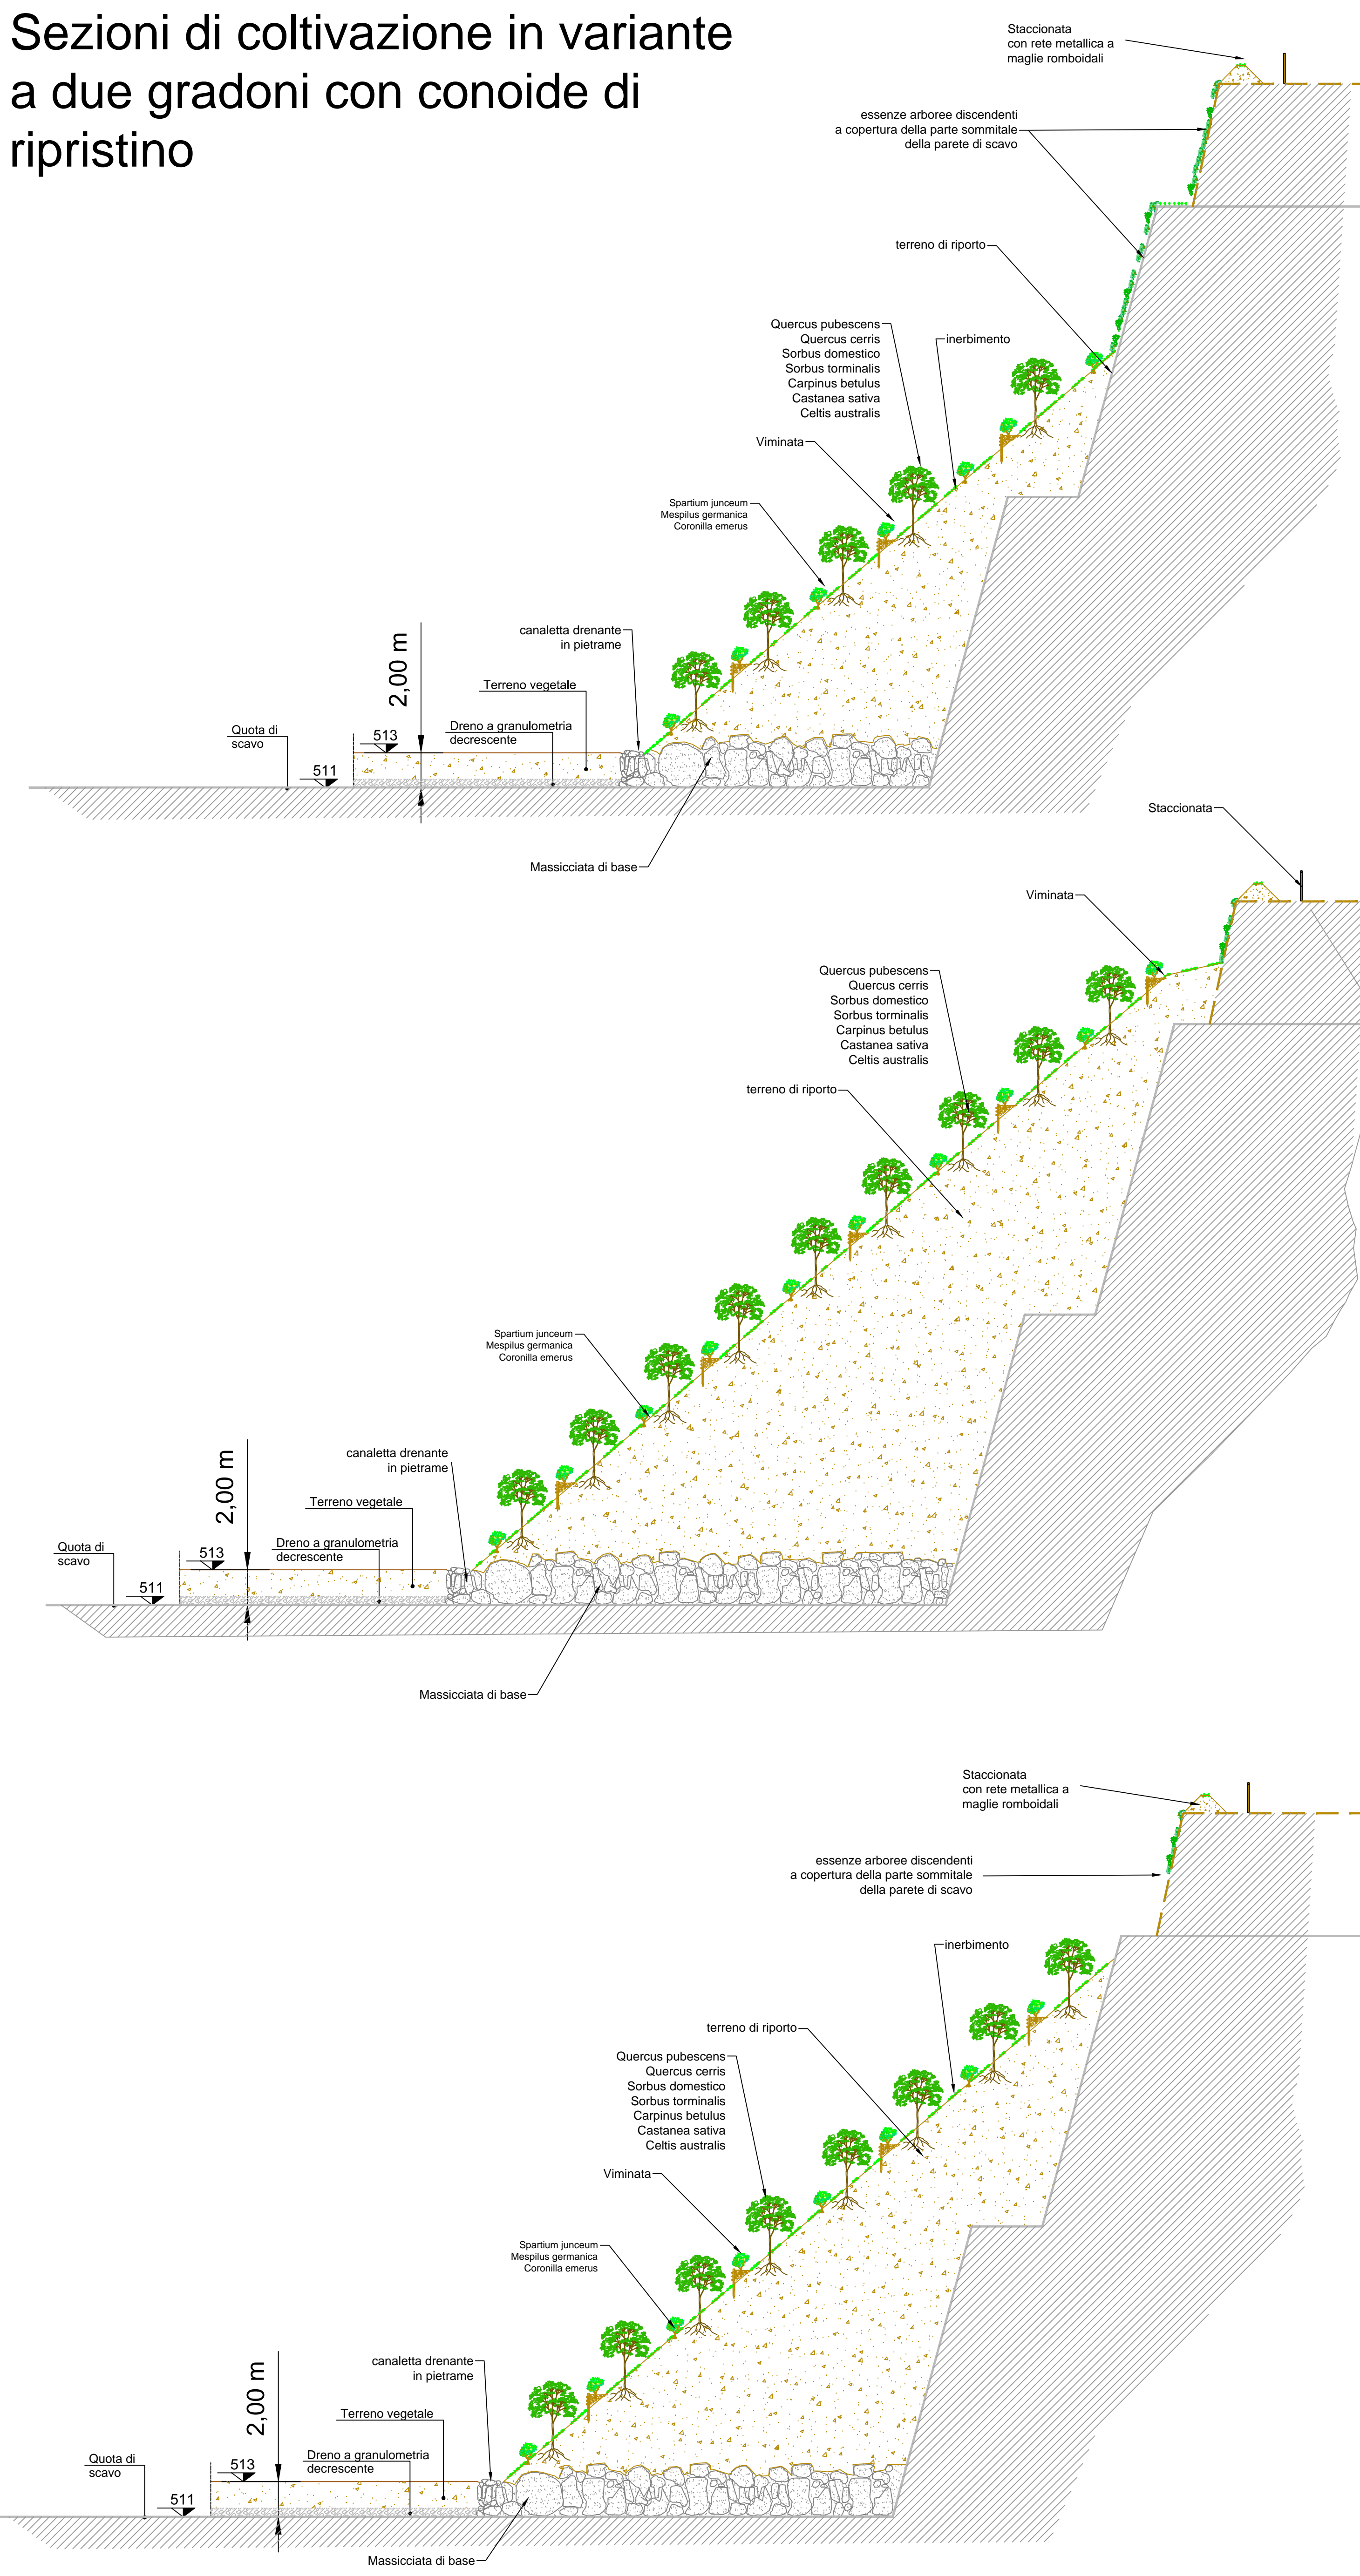 Sezioni di coltivazione in variante
a due gradoni con conoide di
ripristino
Staccionata
con rete metallica a
maglie romboidali
essenze arboree discendenti
a copertura della parte sommitale
della parete di scavo
terreno di riporto
Quercus pubescens
Quercus cerris
Sorbus domestico
Sorbus torminalis
Carpinus betulus
Castanea sativa
Celtis australis
inerbimento
Viminata
Spartium junceum
Mespilus germanica
Coronilla emerus
canaletta drenante
in pietrame
2,00 m
Terreno vegetale
Dreno a granulometria
decrescente
Quota di
scavo
513
511
Massicciata di base
Staccionata
Viminata
Quercus pubescens
Quercus cerris
Sorbus domestico
Sorbus torminalis
Carpinus betulus
Castanea sativa
Celtis australis
terreno di riporto
Spartium junceum
Mespilus germanica
Coronilla emerus
canaletta drenante
in pietrame
2,00 m
Terreno vegetale
Dreno a granulometria
decrescente
Quota di
scavo
513
511
Massicciata di base
Staccionata
con rete metallica a
maglie romboidali
essenze arboree discendenti
a copertura della parte sommitale
della parete di scavo
inerbimento
terreno di riporto
Quercus pubescens
Quercus cerris
Sorbus domestico
Sorbus torminalis
Carpinus betulus
Castanea sativa
Celtis australis
Viminata
Spartium junceum
Mespilus germanica
Coronilla emerus
canaletta drenante
in pietrame
2,00 m
Terreno vegetale
Dreno a granulometria
decrescente
Quota di
scavo
513
511
Massicciata di base